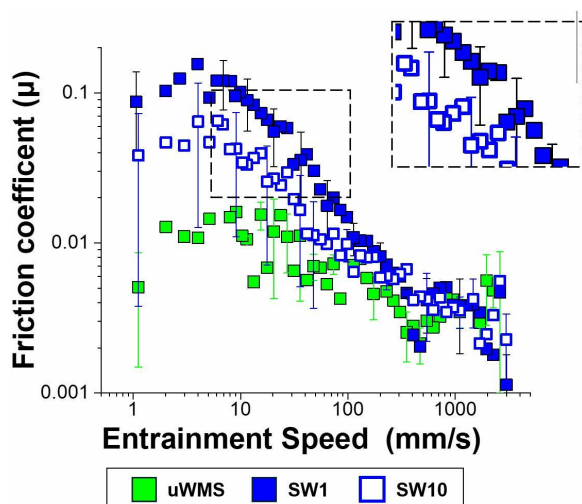 Friction coefficent (µ)
0.1
0.01
0.001
1
10
100
1000
Entrainment Speed (mm/s)
uWMS
SW1
SW10